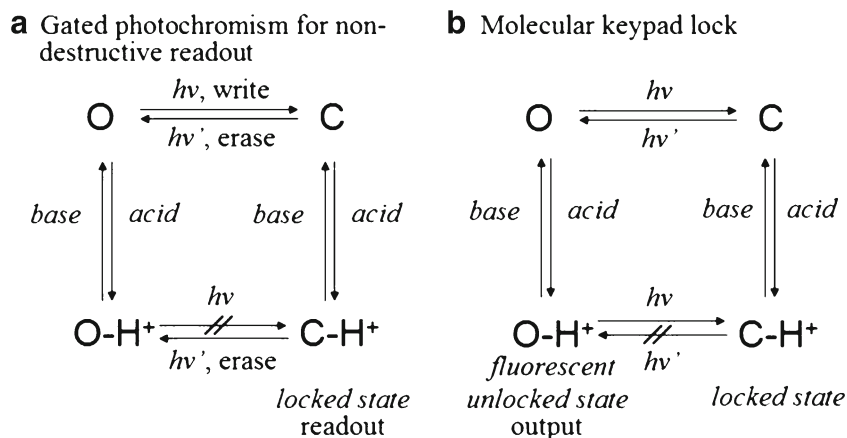 a Gated photochromism for non-
destructive readout
hν, write
O C
hν', erase
base acid base acid
hν
O-H⁺ C-H⁺
hν', erase
locked state
readout
b Molecular keypad lock
hν
O C
hν'
base acid base acid
hν
O-H⁺ C-H⁺
fluorescent hν'
unlocked state locked state
output